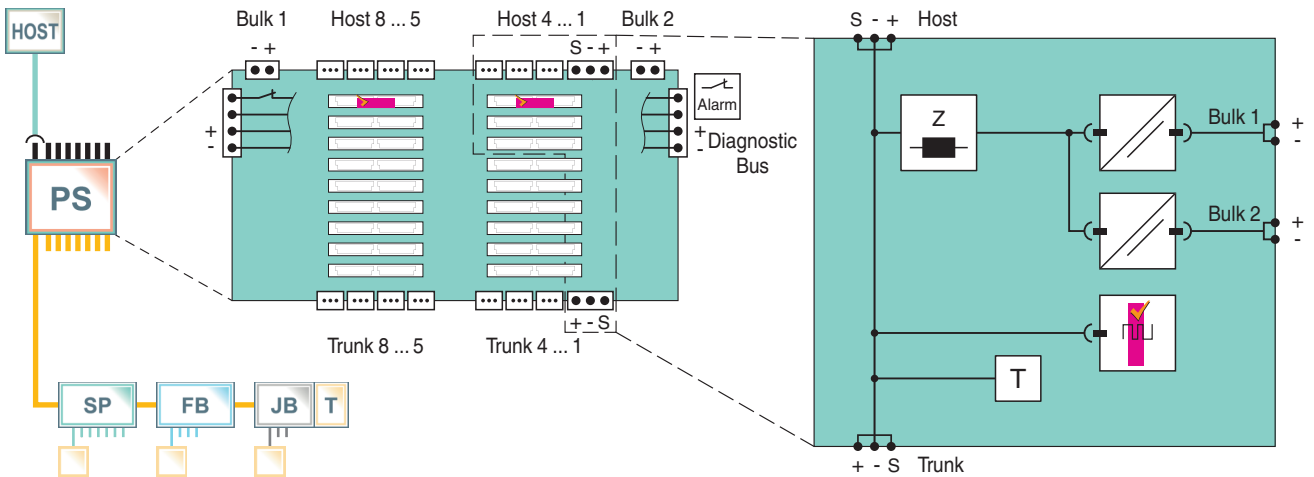 HOST
PS
SP
FB
JB
T
Bulk 1
Host 8 ... 5
Host 4 ... 1
Bulk 2
- +
S - +
- +
+
-
Alarm
+
-
Diagnostic
Bus
Trunk 8 ... 5
Trunk 4 ... 1
+ - S
S - +
Host
Z
Bulk 1
+
-
Bulk 2
+
-
T
+ - S
Trunk